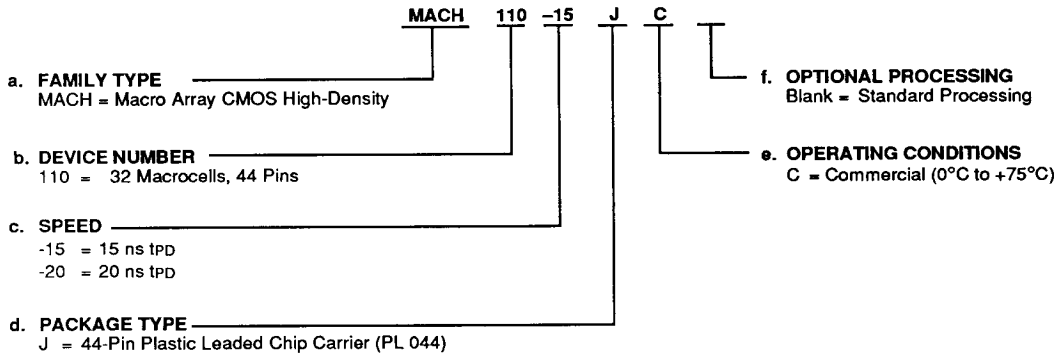 MACH 110 -15 J C
a. FAMILY TYPE
MACH = Macro Array CMOS High-Density
b. DEVICE NUMBER
110 = 32 Macrocells, 44 Pins
c. SPEED
-15 = 15 ns tPD
-20 = 20 ns tPD
d. PACKAGE TYPE
J = 44-Pin Plastic Leaded Chip Carrier (PL 044)
f. OPTIONAL PROCESSING
Blank = Standard Processing
e. OPERATING CONDITIONS
C = Commercial (0°C to +75°C)